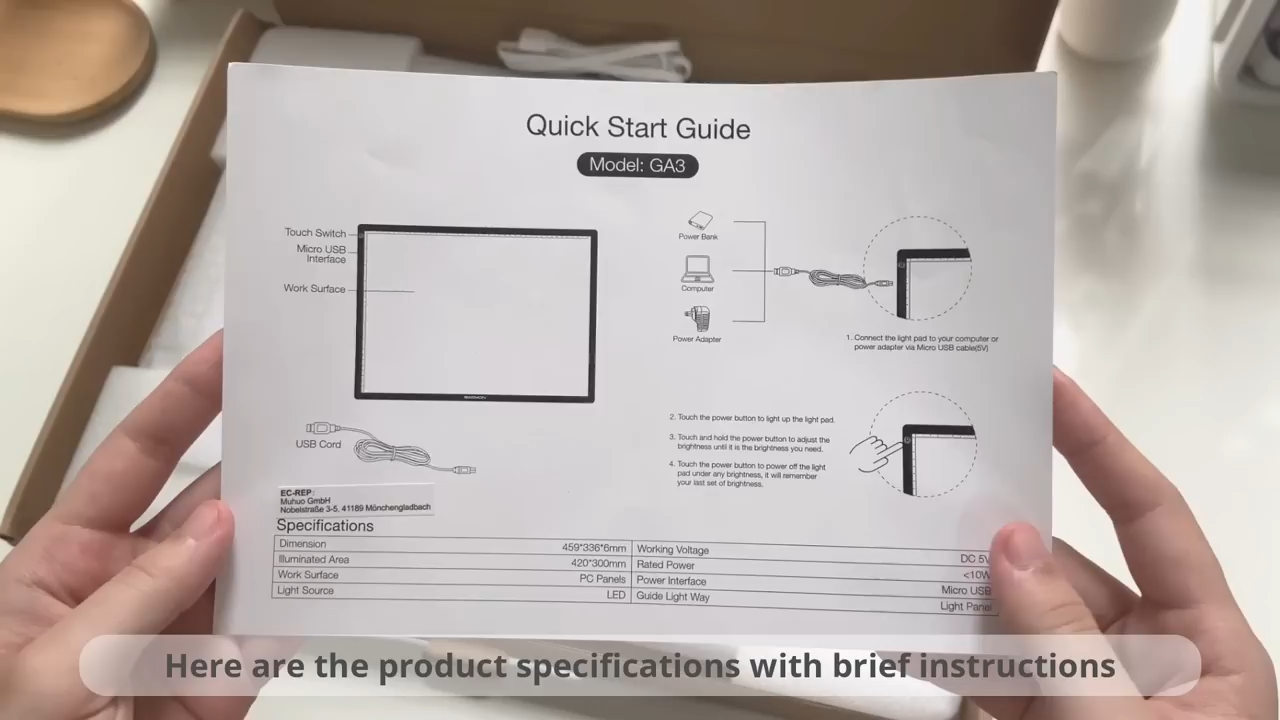 Quick Start Guide
Model: GA3
Touch Switch
Micro USB
Interface
Work Surface
USB Cord
Power Bank
Computer
Power Adapter
1. Connect the light pad to your computer or
power adapter via Micro USB cable(5V)
2. Touch the power button to light up the light pad.
3. Touch and hold the power button to adjust the
brightness until it is the brightness you need.
4. Touch the power button to power off the light
pad under any brightness, it will remember
your last set of brightness.
EC-REP:
Muhuo GmbH
Nobelstraße 3-5, 41189 Mönchengladbach
Specifications
Dimension 459*336*6mm Working Voltage DC 5V
Illuminated Area 420*300mm Rated Power <10W
Work Surface PC Panels Power Interface Micro USB
Light Source LED Guide Light Way Light Panel
Here are the product specifications with brief instructions